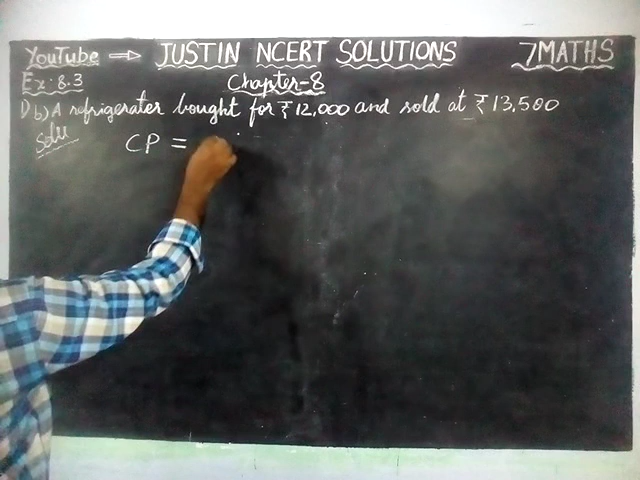 YouTube ⇒ JUSTIN NCERT SOLUTIONS 7MATHS
Ex:8.3 Chapter-8
1) b) A refrigerater bought for ₹ 12,000 and sold at ₹ 13,500
Solu CP =